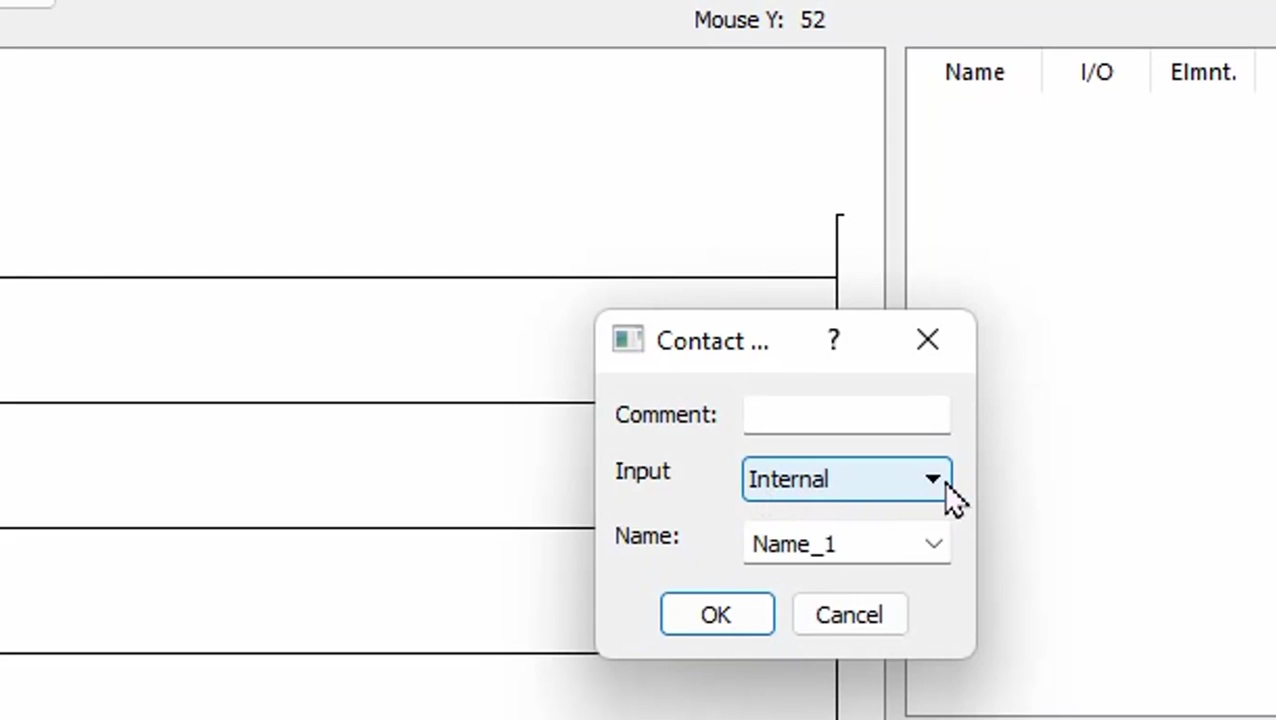 Mouse Y: 52
Name I/O Elmnt.
Contact ... ?
Comment:
Input Internal
Name: Name_1
OK Cancel